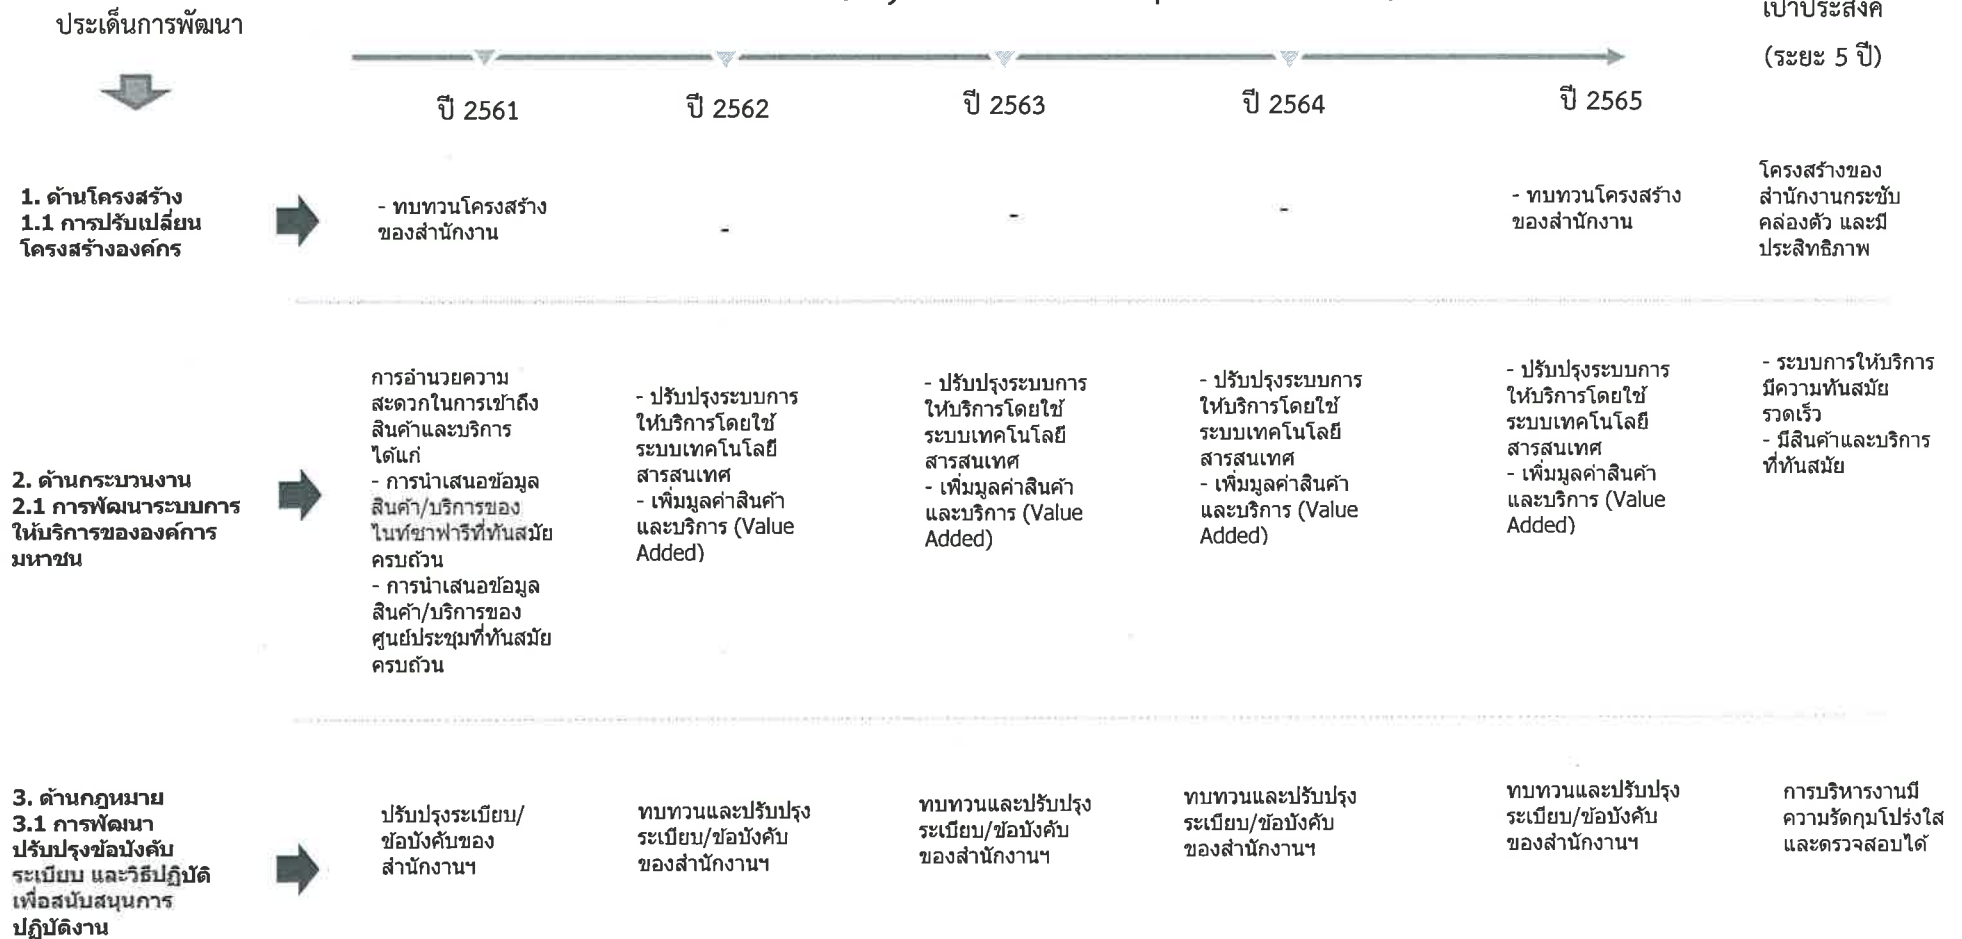 ประเด็นการพัฒนา
เป้าประสงค์
(ระยะ 5 ปี)
ปี 2561
ปี 2562
ปี 2563
ปี 2564
ปี 2565
1. ด้านโครงสร้าง
1.1 การปรับเปลี่ยน
โครงสร้างองค์กร
- ทบทวนโครงสร้าง
ของสำนักงาน
-
-
-
- ทบทวนโครงสร้าง
ของสำนักงาน
โครงสร้างของ
สำนักงานกระชับ
คล่องตัว และมี
ประสิทธิภาพ
2. ด้านกระบวนงาน
2.1 การพัฒนาระบบการ
ให้บริการขององค์การ
มหาชน
การอำนวยความ
สะดวกในการเข้าถึง
สินค้าและบริการ
ได้แก่
- การนำเสนอข้อมูล
สินค้า/บริการของ
ไนท์ซาฟารีที่ทันสมัย
ครบถ้วน
- การนำเสนอข้อมูล
สินค้า/บริการของ
ศูนย์ประชุมที่ทันสมัย
ครบถ้วน
- ปรับปรุงระบบการ
ให้บริการโดยใช้
ระบบเทคโนโลยี
สารสนเทศ
- เพิ่มมูลค่าสินค้า
และบริการ (Value
Added)
- ปรับปรุงระบบการ
ให้บริการโดยใช้
ระบบเทคโนโลยี
สารสนเทศ
- เพิ่มมูลค่าสินค้า
และบริการ (Value
Added)
- ปรับปรุงระบบการ
ให้บริการโดยใช้
ระบบเทคโนโลยี
สารสนเทศ
- เพิ่มมูลค่าสินค้า
และบริการ (Value
Added)
- ปรับปรุงระบบการ
ให้บริการโดยใช้
ระบบเทคโนโลยี
สารสนเทศ
- เพิ่มมูลค่าสินค้า
และบริการ (Value
Added)
- ระบบการให้บริการ
มีความทันสมัย
รวดเร็ว
- มีสินค้าและบริการ
ที่ทันสมัย
3. ด้านกฎหมาย
3.1 การพัฒนา
ปรับปรุงข้อบังคับ
ระเบียบ และวิธีปฏิบัติ
เพื่อสนับสนุนการ
ปฏิบัติงาน
ปรับปรุงระเบียบ/
ข้อบังคับของ
สำนักงานฯ
ทบทวนและปรับปรุง
ระเบียบ/ข้อบังคับ
ของสำนักงานฯ
ทบทวนและปรับปรุง
ระเบียบ/ข้อบังคับ
ของสำนักงานฯ
ทบทวนและปรับปรุง
ระเบียบ/ข้อบังคับ
ของสำนักงานฯ
ทบทวนและปรับปรุง
ระเบียบ/ข้อบังคับ
ของสำนักงานฯ
การบริหารงานมี
ความรัดกุมโปร่งใส
และตรวจสอบได้